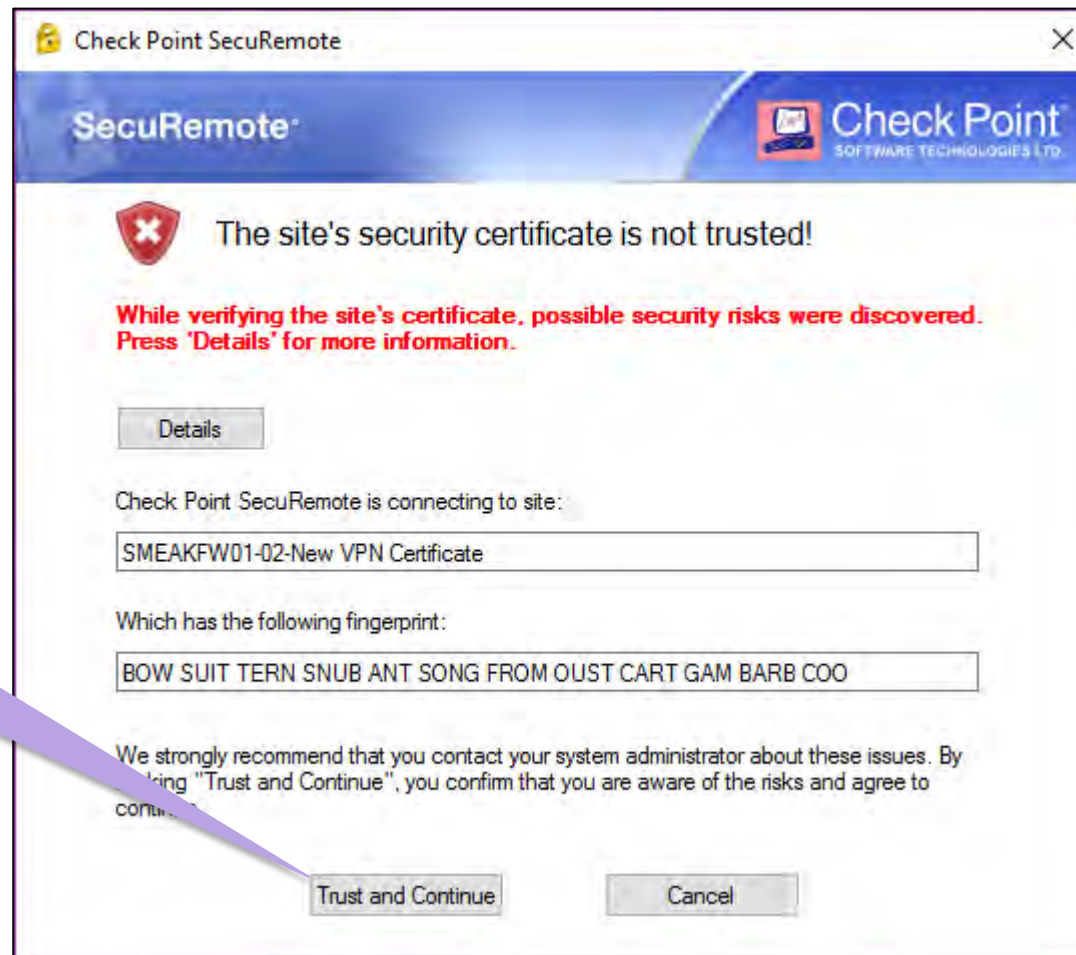 Check Point SecuRemote
SecuRemote
Check Point
SOFTWARE TECHNOLOGIES LTD.
The site's security certificate is not trusted!
While verifying the site's certificate, possible security risks were discovered.
Press 'Details' for more information.
Details
Check Point SecuRemote is connecting to site:
SMEAKFW01-02-New VPN Certificate
Which has the following fingerprint:
BOW SUIT TERN SNUB ANT SONG FROM OUST CART GAM BARB COO
We strongly recommend that you contact your system administrator about these issues. By
"Trust and Continue", you confirm that you are aware of the risks and agree to
Trust and Continue
Cancel